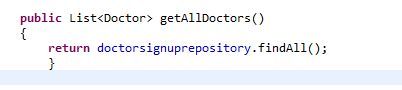 public List<Doctor> getAllDoctors()
{
    return doctorsignuprepository.findAll();
    }